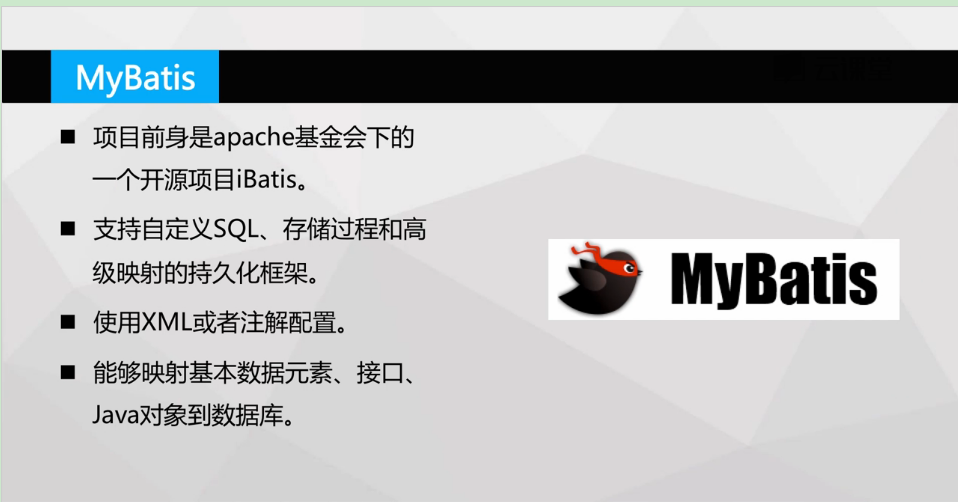 MyBatis
■ 项目前身是apache基金会下的
一个开源项目iBatis。
■ 支持自定义SQL、存储过程和高
级映射的持久化框架。
■ 使用XML或者注解配置。
■ 能够映射基本数据元素、接口、
Java对象到数据库。
MyBatis